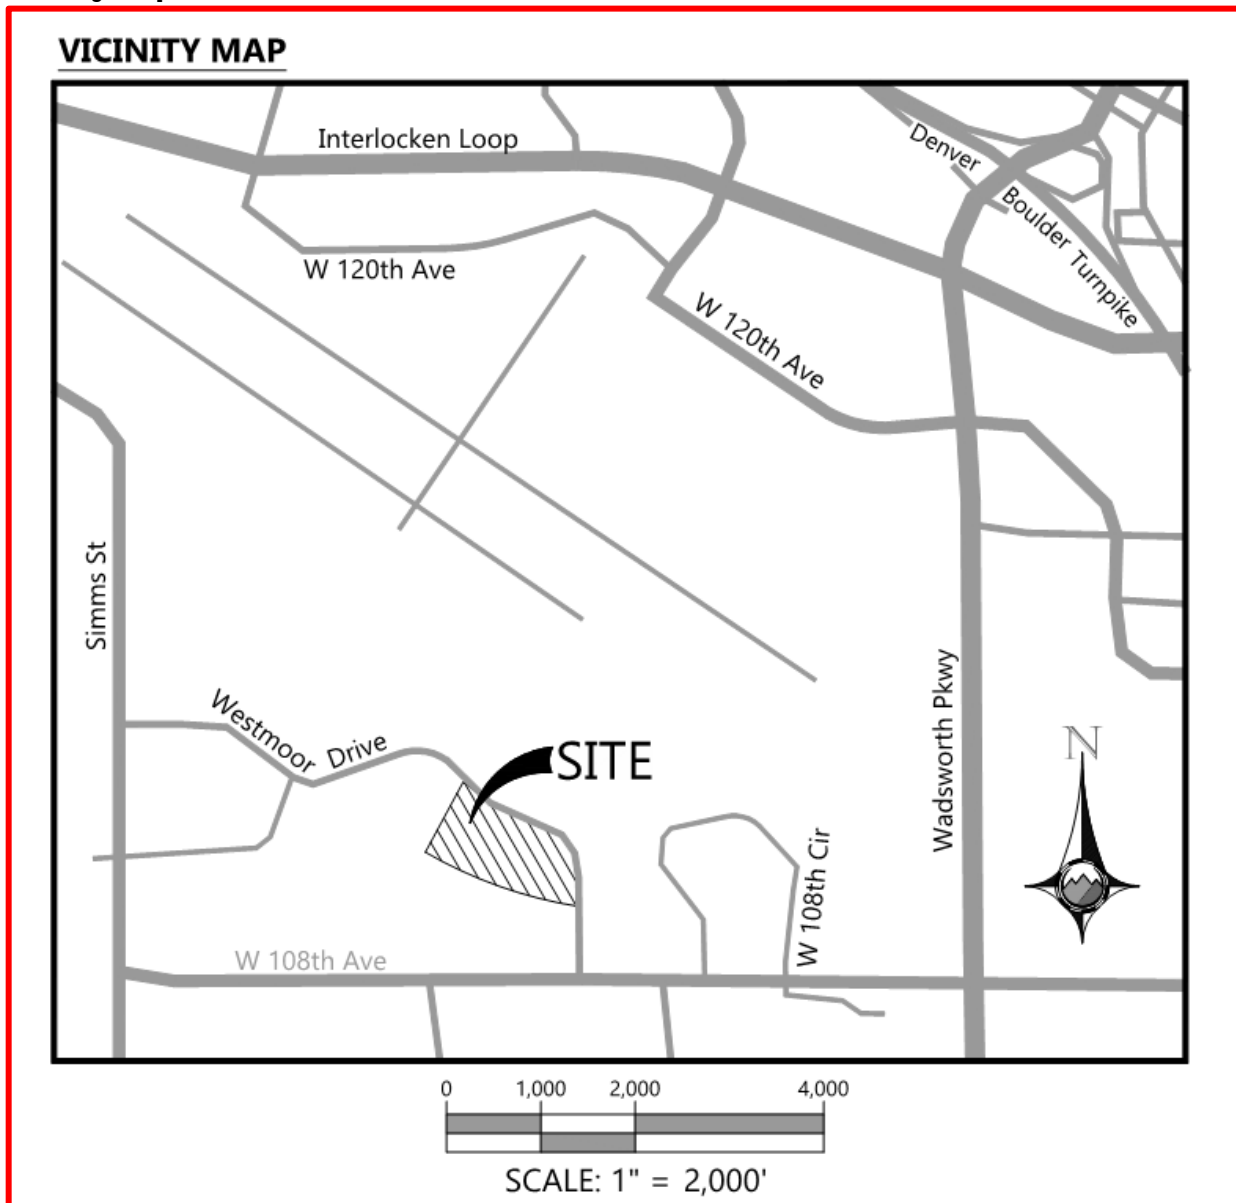 VICINITY MAP
Interlocken Loop
Denver
Boulder Turnpike
W 120th Ave
W 120th Ave
Simms St
Westmoor Drive
SITE
Wadsworth Pkwy
N
W 108th Cir
W 108th Ave
0 1,000 2,000 4,000
SCALE: 1" = 2,000'